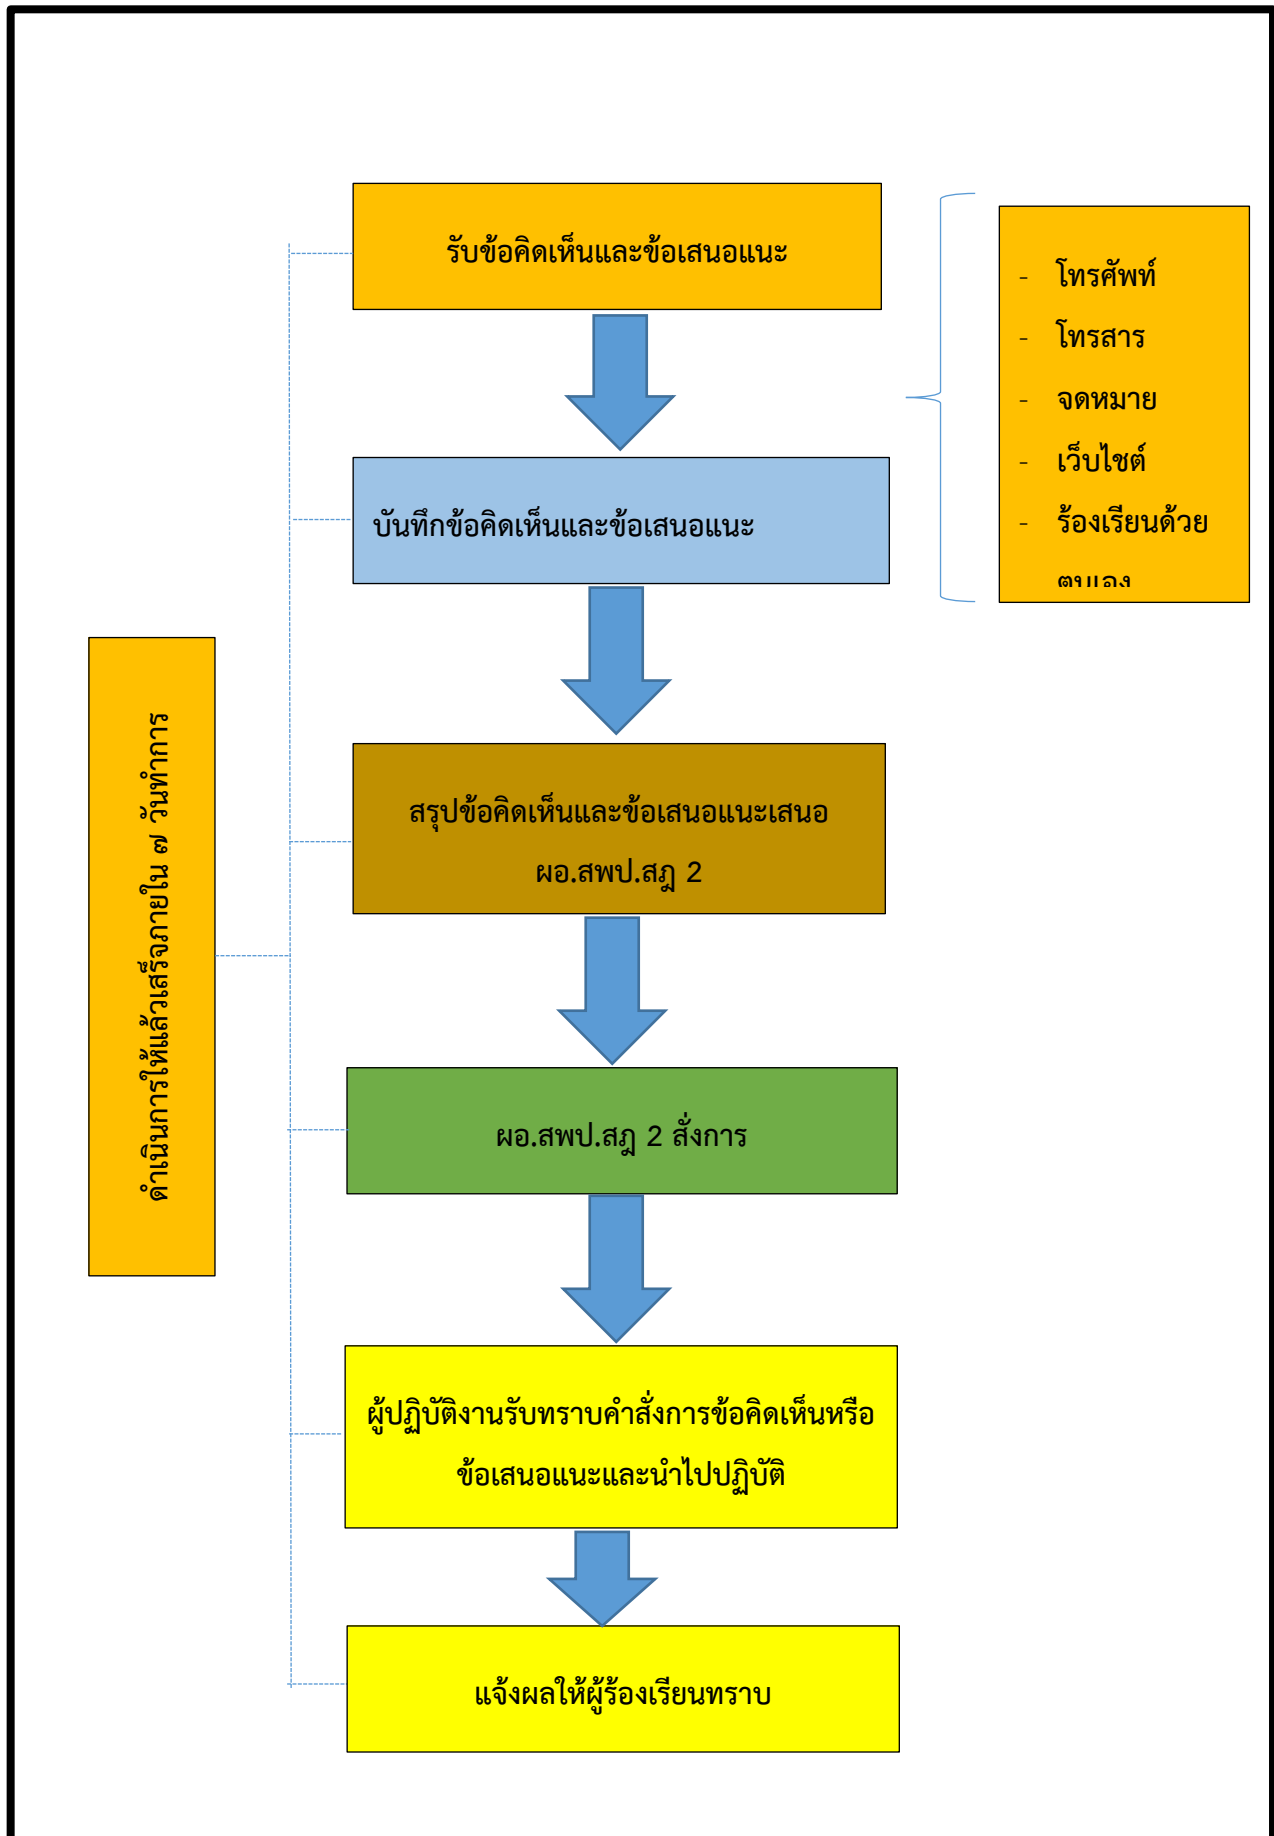 รับข้อคิดเห็นและข้อเสนอแนะ
- โทรศัพท์
- โทรสาร
- จดหมาย
- เว็บไซต์
- ร้องเรียนด้วย
ตนเอง
บันทึกข้อคิดเห็นและข้อเสนอแนะ
สรุปข้อคิดเห็นและข้อเสนอแนะเสนอ
ผอ.สพป.สฎ 2
ดำเนินการให้แล้วเสร็จภายใน ๗ วันทำการ
ผอ.สพป.สฎ 2 สั่งการ
ผู้ปฏิบัติงานรับทราบคำสั่งการข้อคิดเห็นหรือ
ข้อเสนอแนะและนำไปปฏิบัติ
แจ้งผลให้ผู้ร้องเรียนทราบ